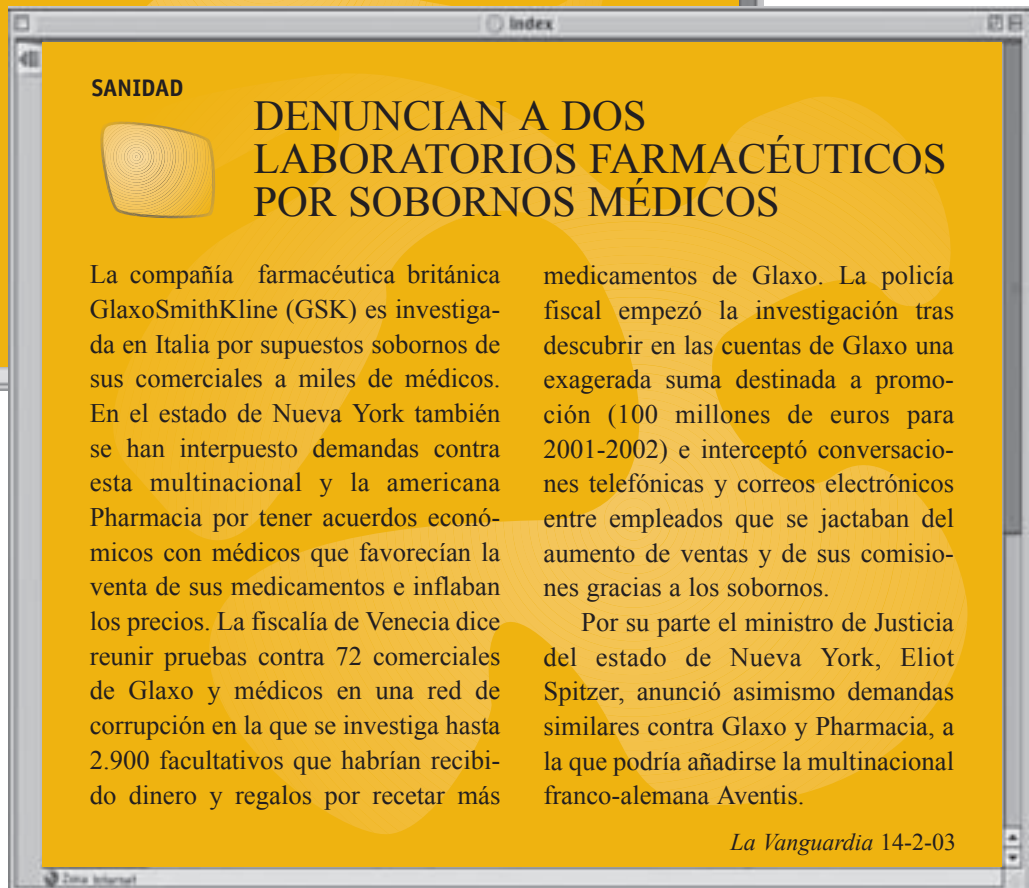 Index
SANIDAD
DENUNCIAN A DOS
LABORATORIOS FARMACÉUTICOS
POR SOBORNOS MÉDICOS
La compañía farmacéutica británica
GlaxoSmithKline (GSK) es investiga-
da en Italia por supuestos sobornos de
sus comerciales a miles de médicos.
En el estado de Nueva York también
se han interpuesto demandas contra
esta multinacional y la americana
Pharmacia por tener acuerdos econó-
micos con médicos que favorecían la
venta de sus medicamentos e inflaban
los precios. La fiscalía de Venecia dice
reunir pruebas contra 72 comerciales
de Glaxo y médicos en una red de
corrupción en la que se investiga hasta
2.900 facultativos que habrían recibi-
do dinero y regalos por recetar más
medicamentos de Glaxo. La policía
fiscal empezó la investigación tras
descubrir en las cuentas de Glaxo una
exagerada suma destinada a promo-
ción (100 millones de euros para
2001-2002) e interceptó conversacio-
nes telefónicas y correos electrónicos
entre empleados que se jactaban del
aumento de ventas y de sus comisio-
nes gracias a los sobornos.
Por su parte el ministro de Justicia
del estado de Nueva York, Eliot
Spitzer, anunció asimismo demandas
similares contra Glaxo y Pharmacia, a
la que podría añadirse la multinacional
franco-alemana Aventis.
La Vanguardia 14-2-03
Zona Internet